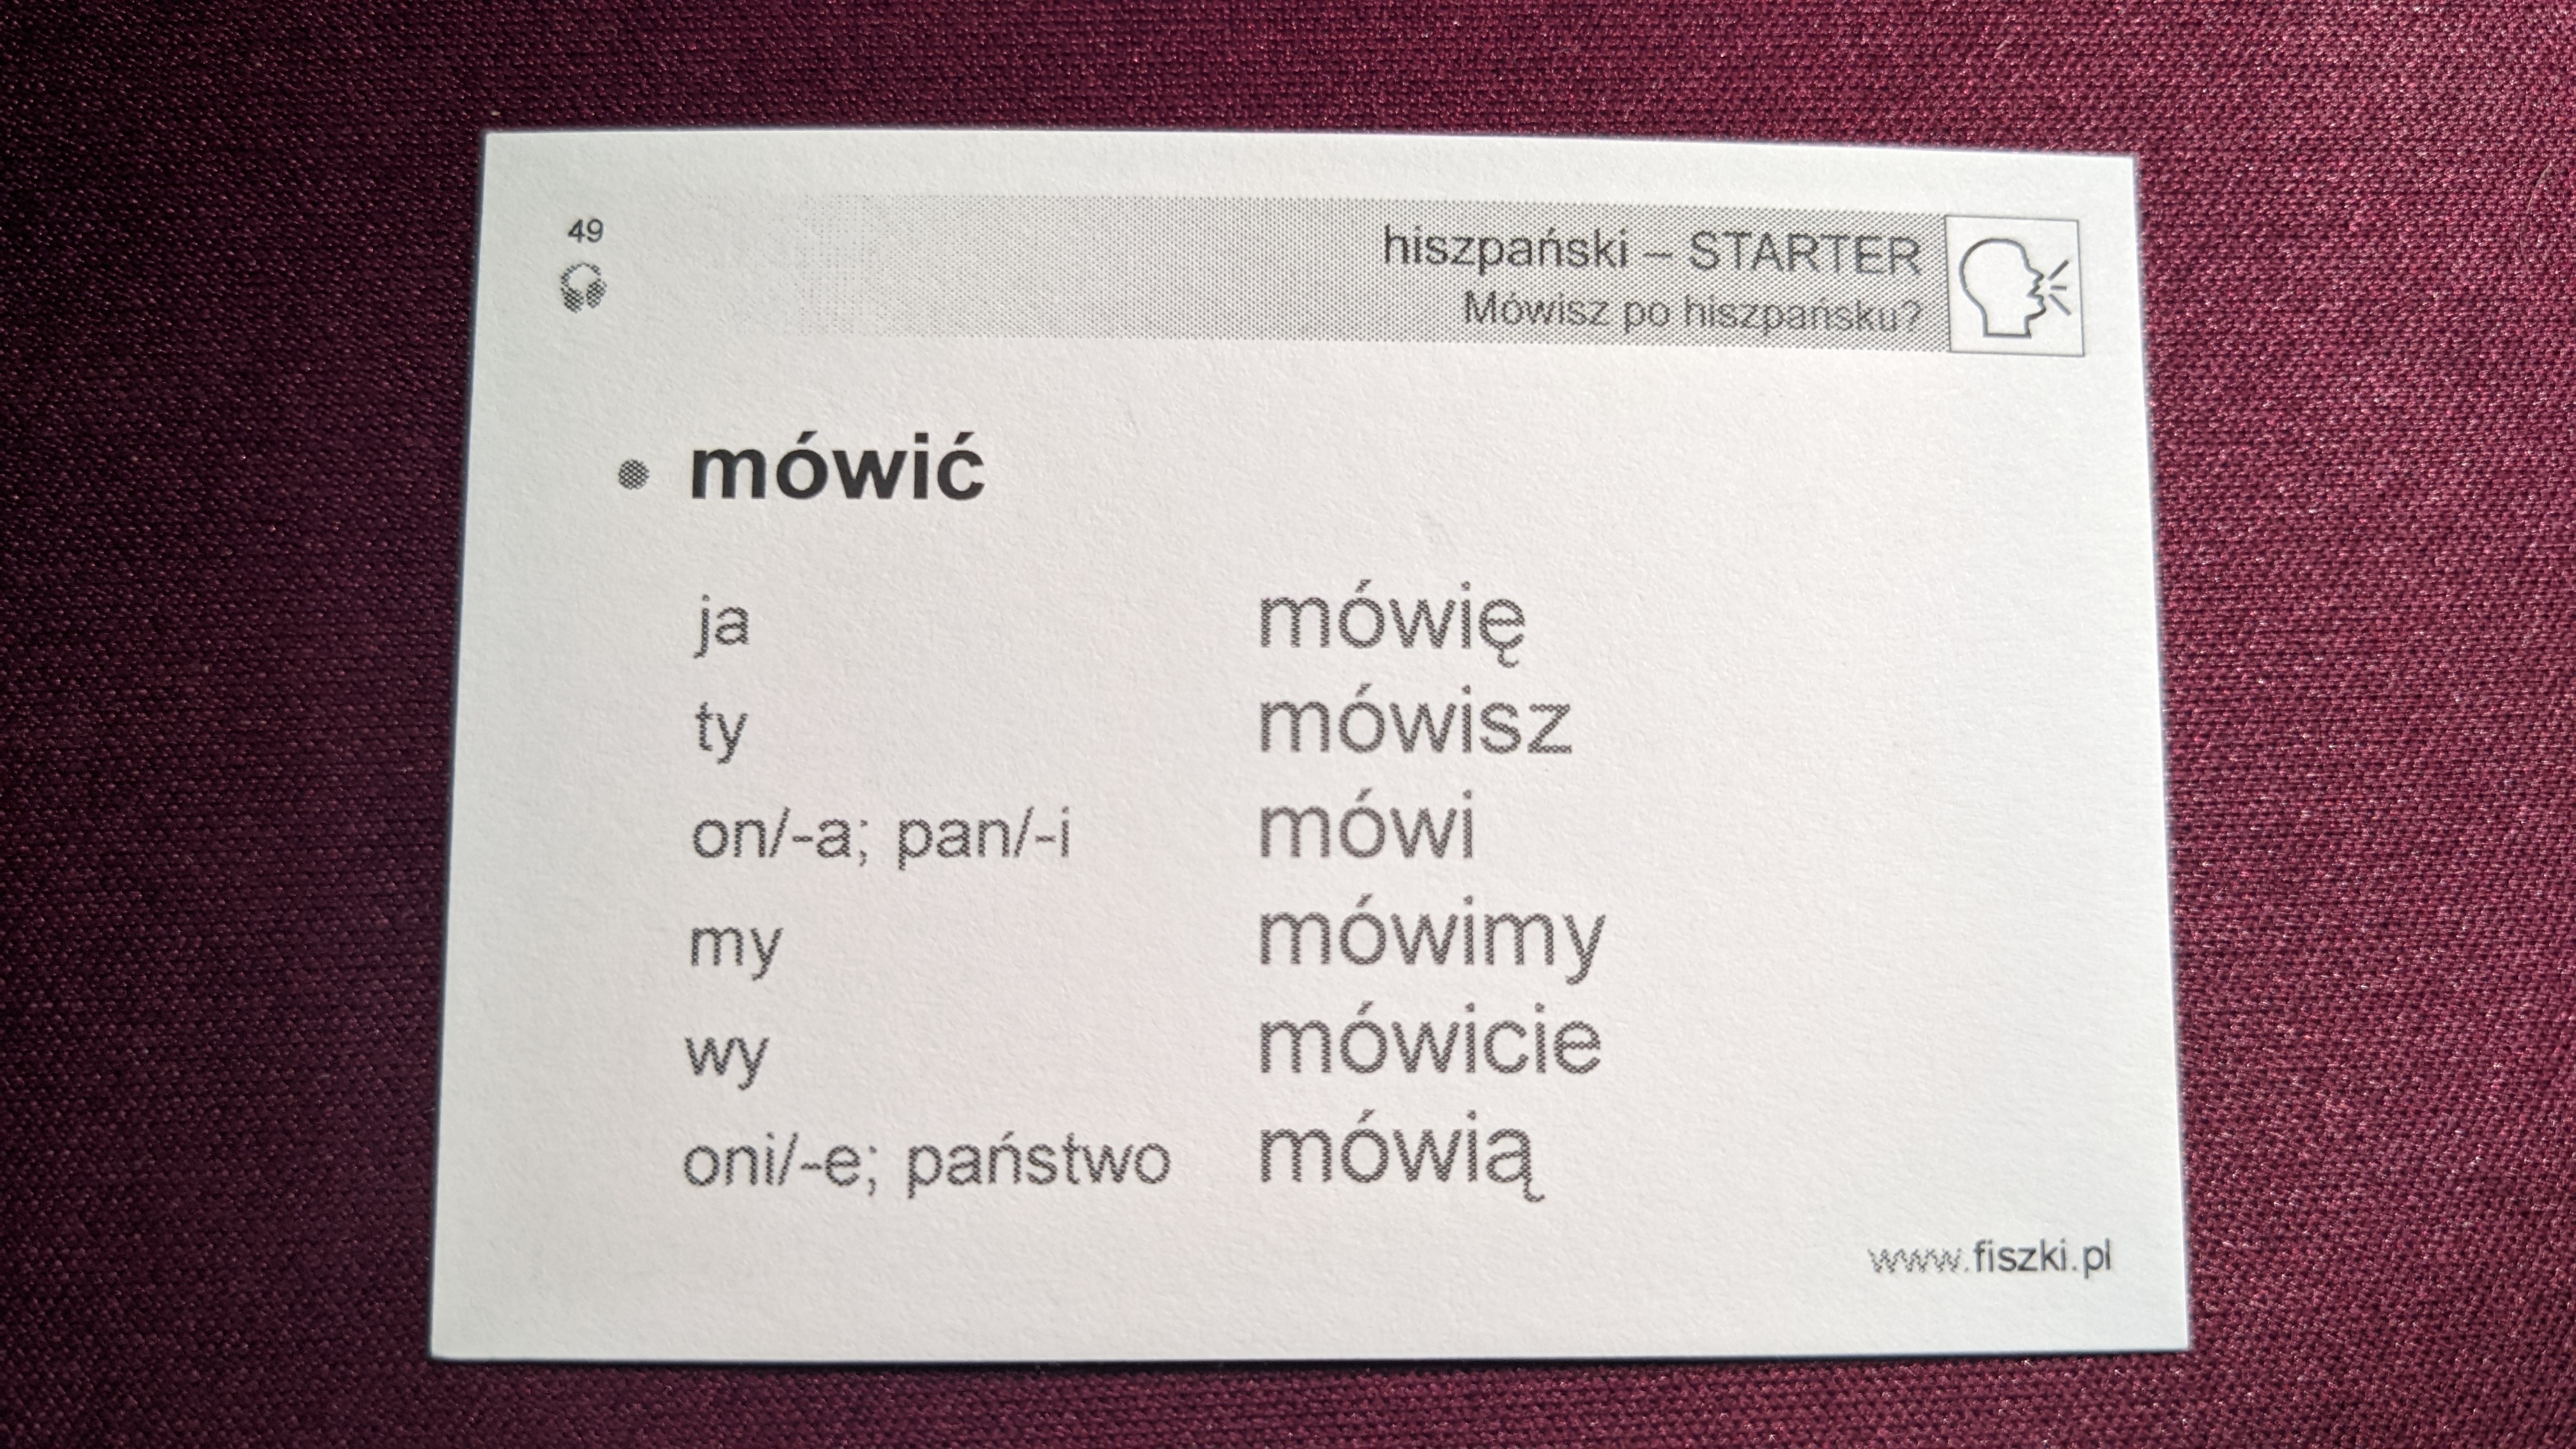 49
hiszpański – STARTER
Mówisz po hiszpańsku?
• mówić
ja mówię
ty mówisz
on/-a; pan/-i mówi
my mówimy
wy mówicie
oni/-e; państwo mówią
www.fiszki.pl